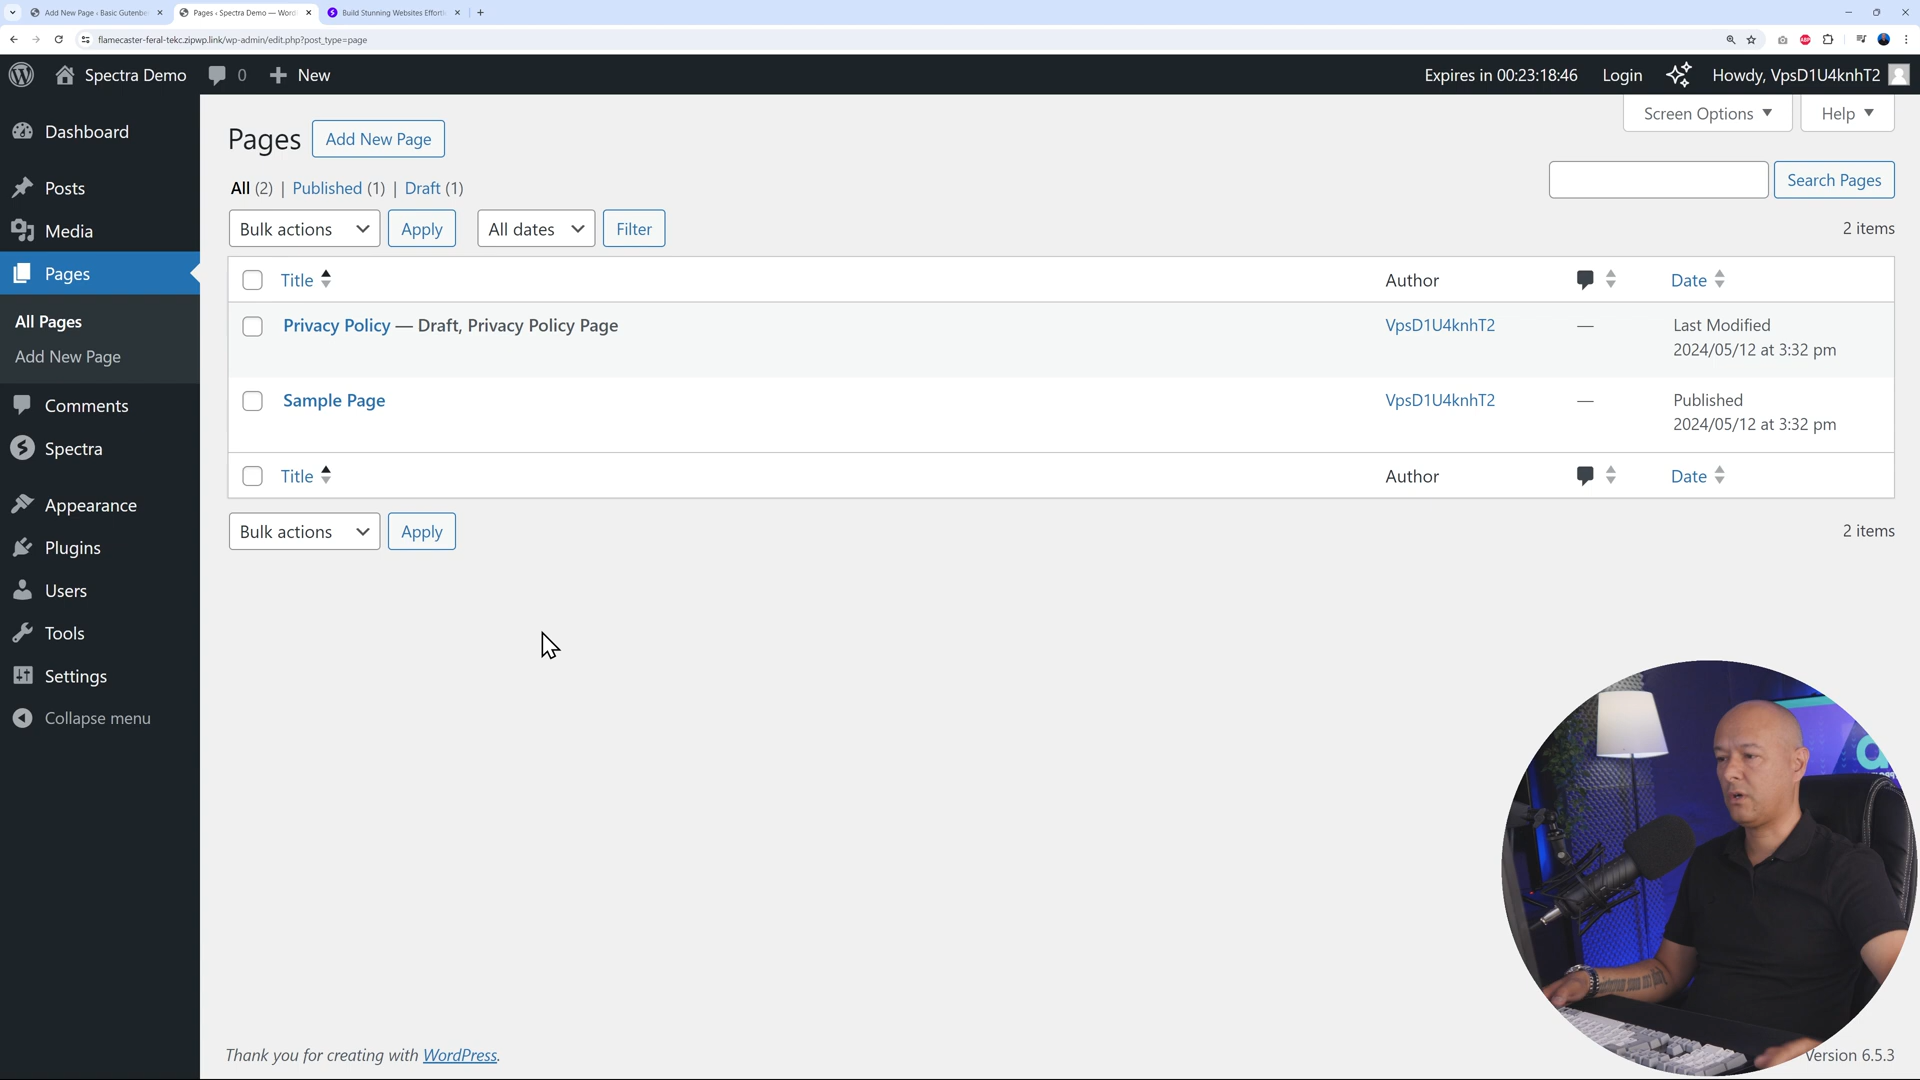 Add New Page ‹ Basic Gutenbe
Pages ‹ Spectra Demo — Word
Build Stunning Websites Effortl
flamecaster-feral-tekc.zipwp.link/wp-admin/edit.php?post_type=page
Spectra Demo
0
New
Expires in 00:23:18:46
Login
Howdy, VpsD1U4knhT2
Dashboard
Posts
Media
Pages
All Pages
Add New Page
Comments
Spectra
Appearance
Plugins
Users
Tools
Settings
Collapse menu
Screen Options
Help
Pages
Add New Page
All (2) | Published (1) | Draft (1)
Search Pages
Bulk actions
Apply
All dates
Filter
2 items
Title
Author
Date
Privacy Policy — Draft, Privacy Policy Page
VpsD1U4knhT2
—
Last Modified
2024/05/12 at 3:32 pm
Sample Page
VpsD1U4knhT2
—
Published
2024/05/12 at 3:32 pm
Title
Author
Date
Bulk actions
Apply
2 items
Thank you for creating with WordPress.
Version 6.5.3